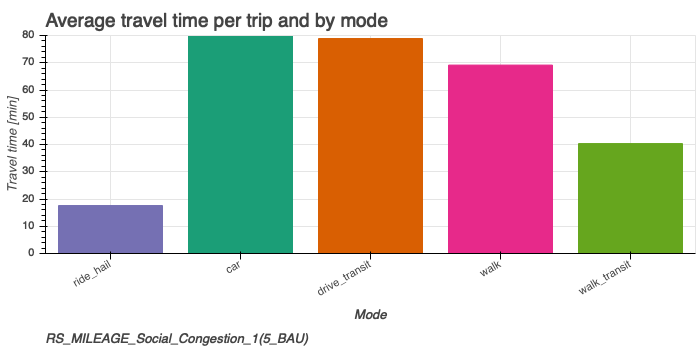 Average travel time per trip and by mode
80
70
60
50
40
30
20
10
0
Travel time [min]
ride_hail
car
drive_transit
walk
walk_transit
Mode
RS_MILEAGE_Social_Congestion_1(5_BAU)